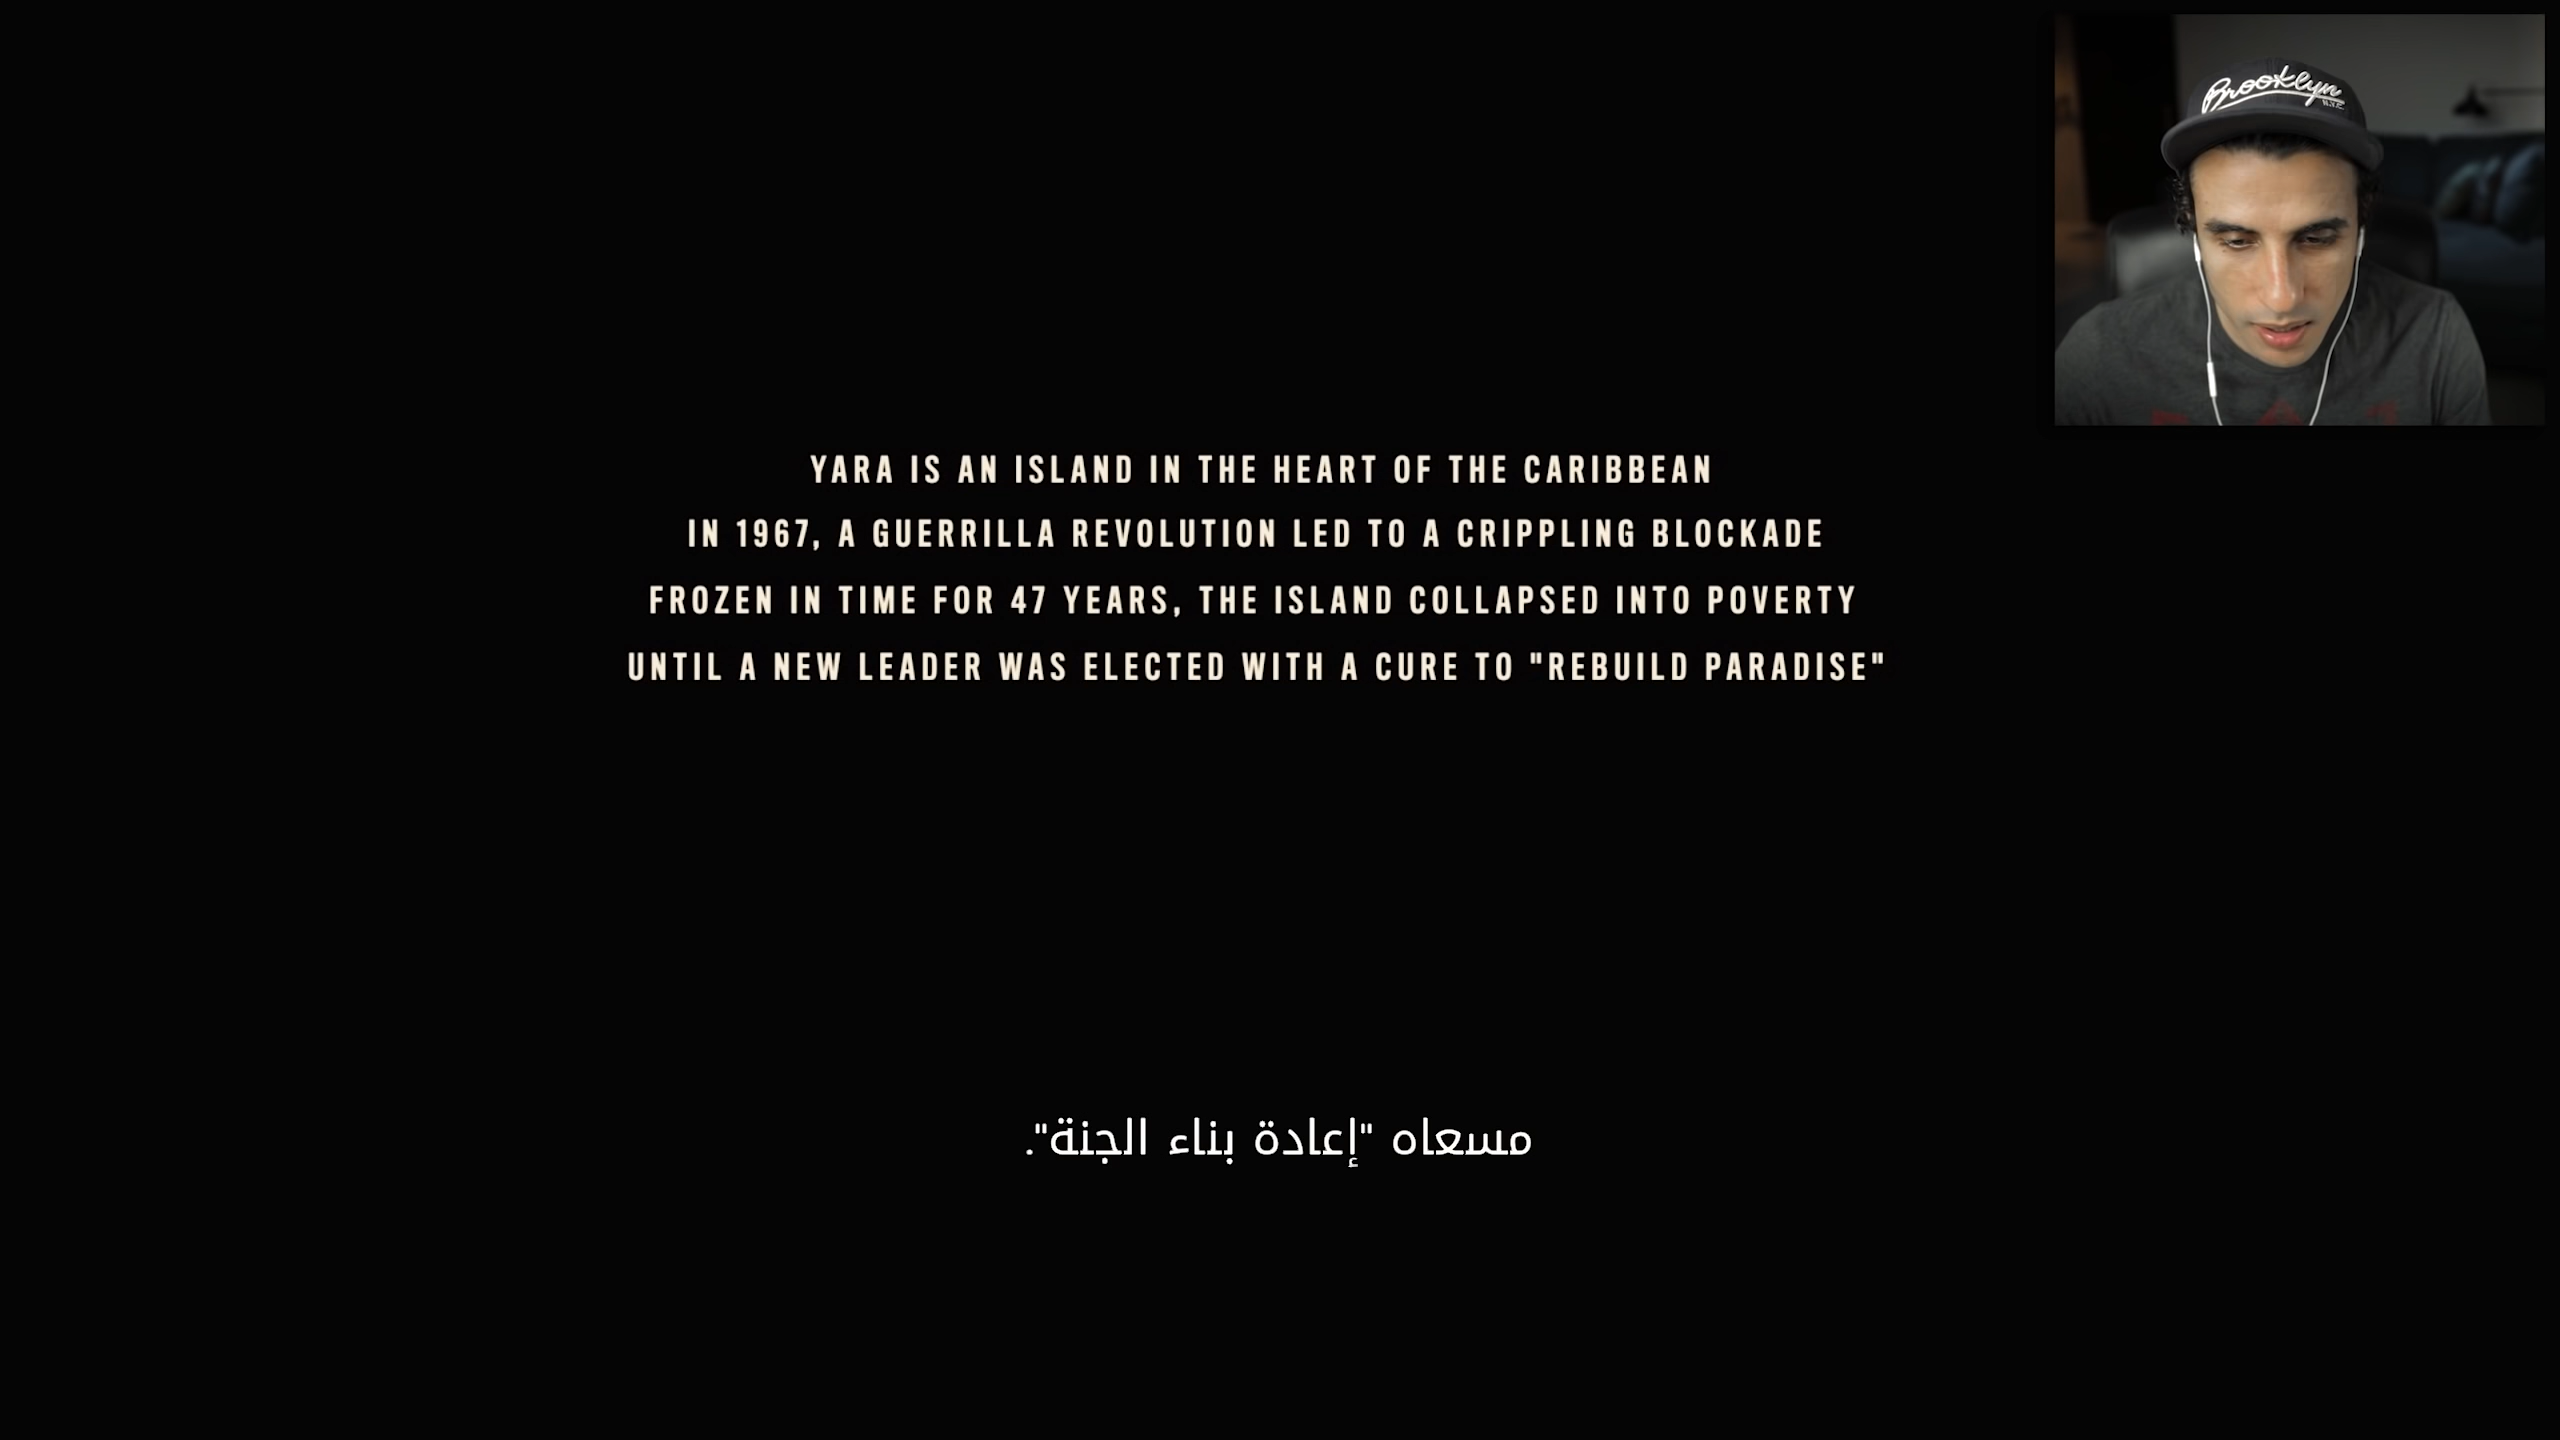 Brooklyn
N.Y.C
YARA IS AN ISLAND IN THE HEART OF THE CARIBBEAN
IN 1967, A GUERRILLA REVOLUTION LED TO A CRIPPLING BLOCKADE
FROZEN IN TIME FOR 47 YEARS, THE ISLAND COLLAPSED INTO POVERTY
UNTIL A NEW LEADER WAS ELECTED WITH A CURE TO "REBUILD PARADISE"
مسعاه "إعادة بناء الجنة".